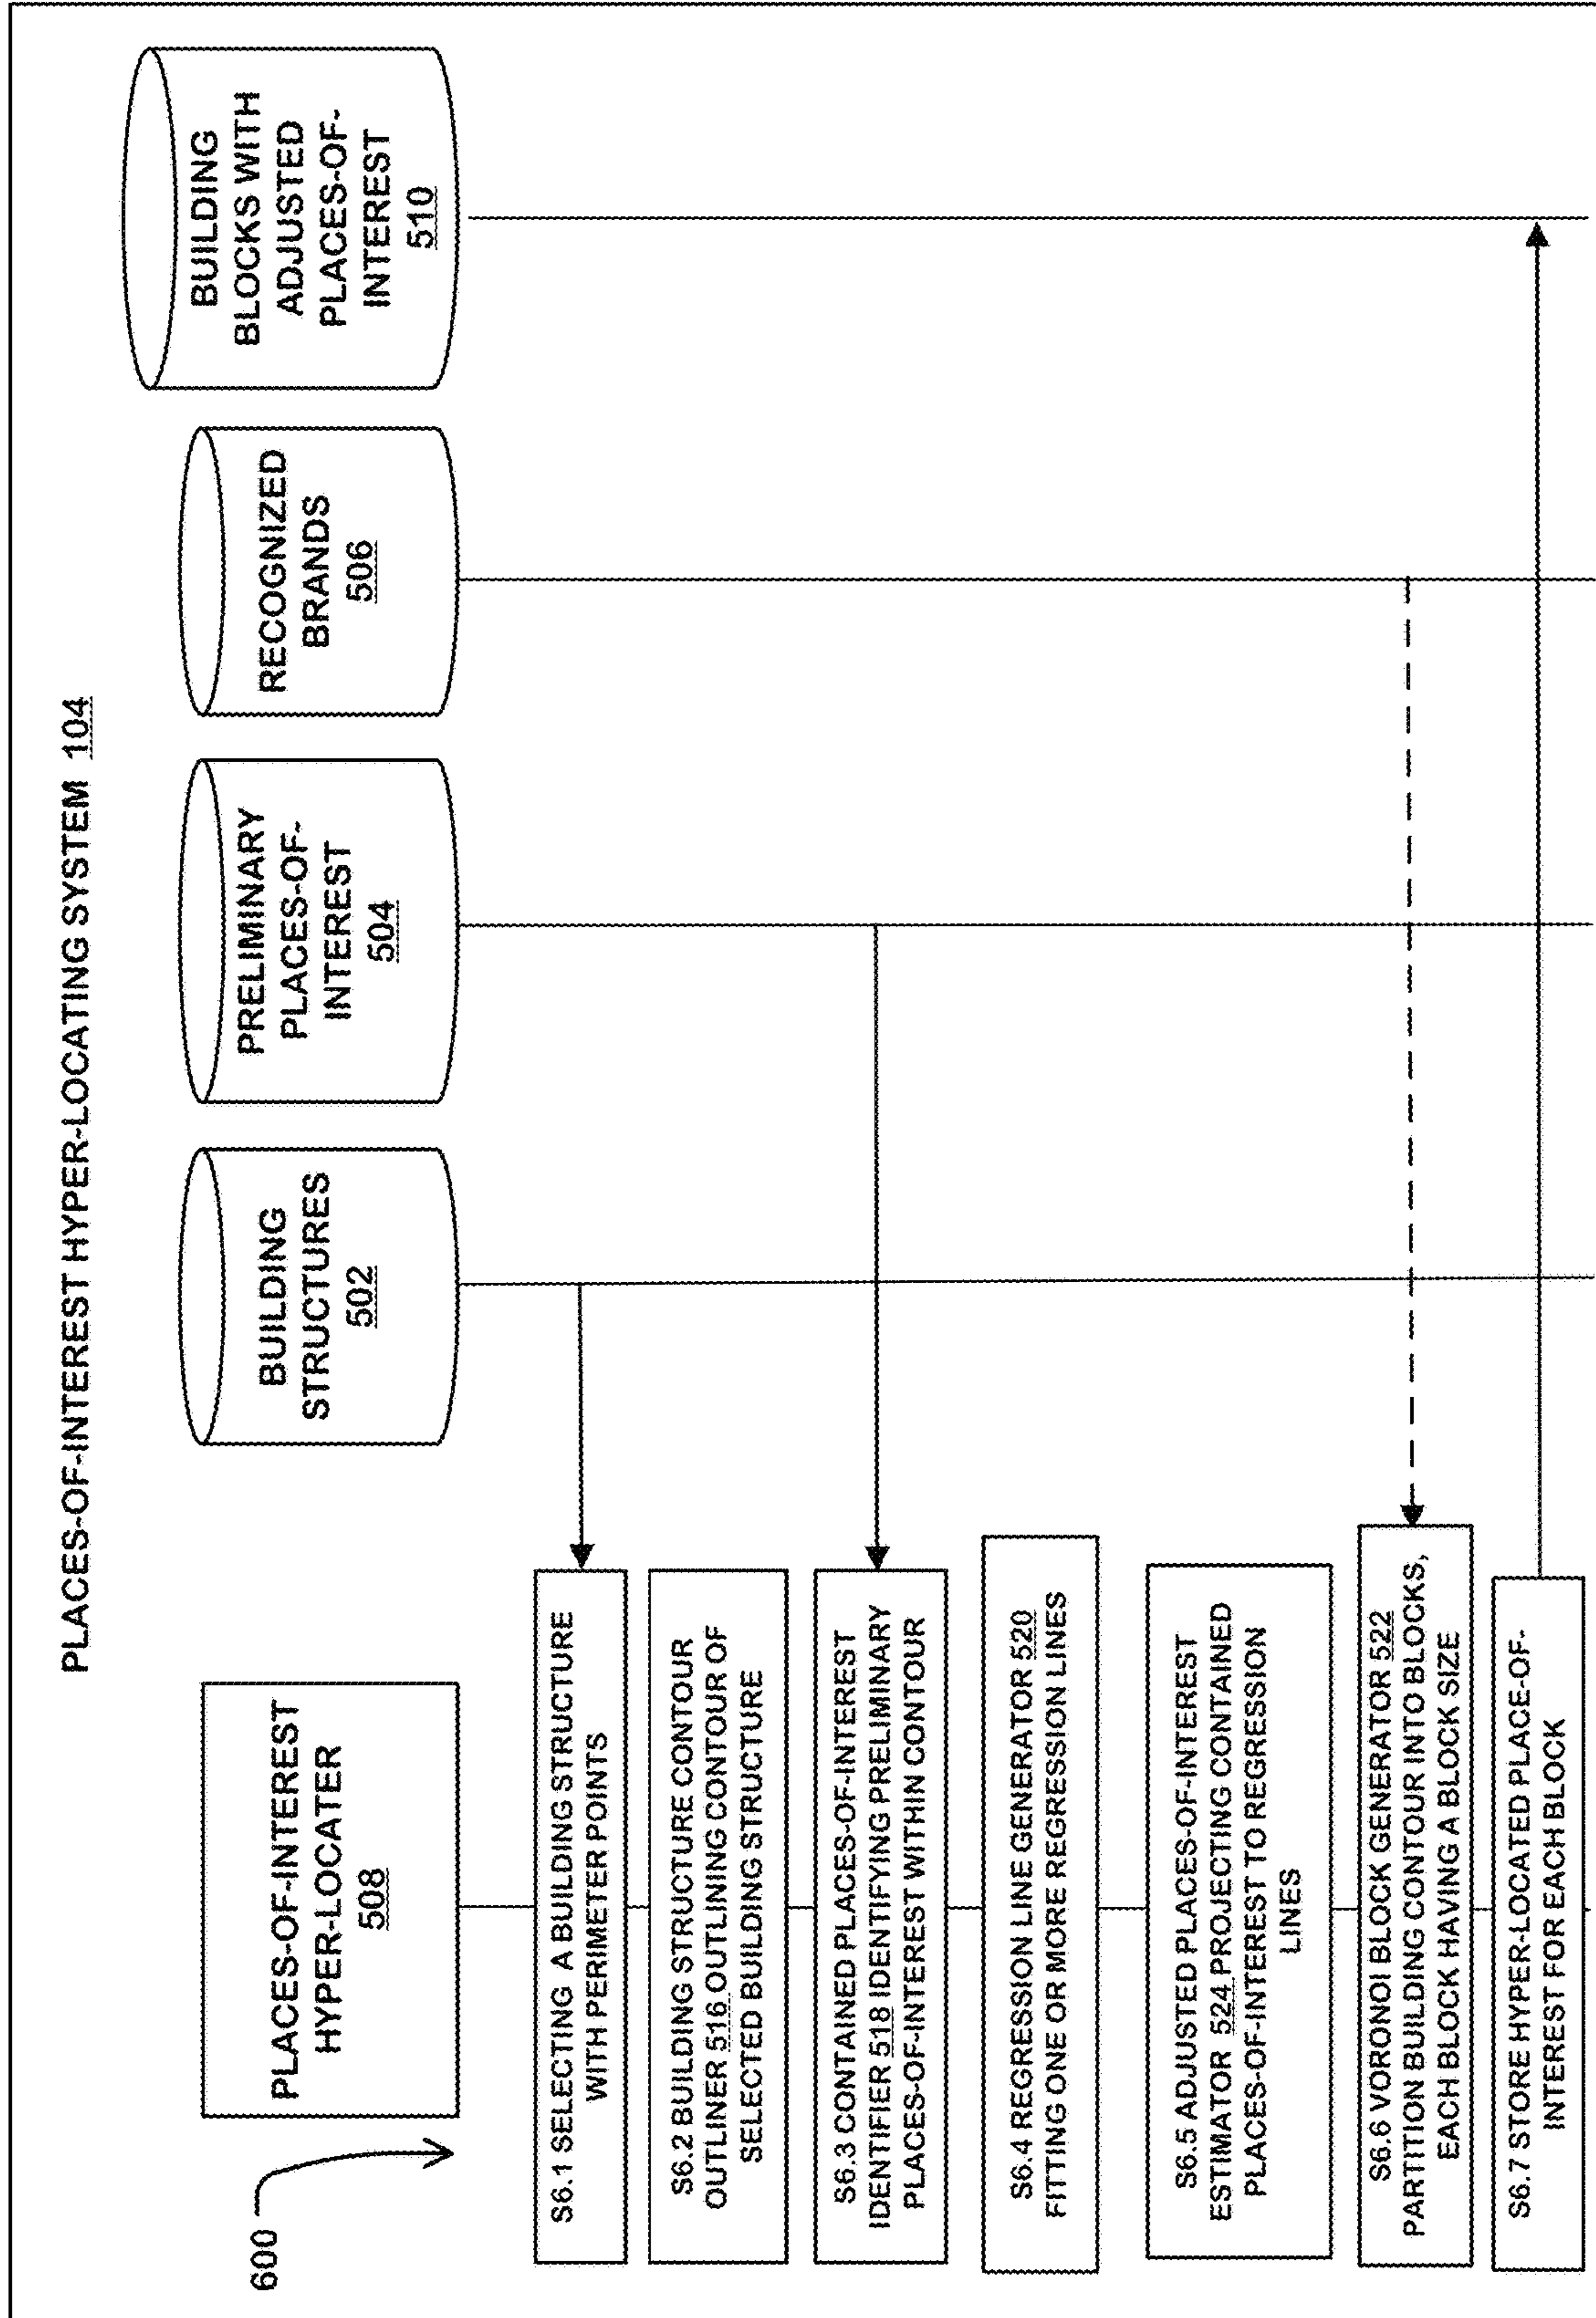 PLACES-OF-INTEREST HYPER-LOCATING SYSTEM 104
600
PLACES-OF-INTEREST
HYPER-LOCATER
508
BUILDING
STRUCTURES
502
PRELIMINARY
PLACES-OF-
INTEREST
504
RECOGNIZED
BRANDS
506
BUILDING
BLOCKS WITH
ADJUSTED
PLACES-OF-
INTEREST
510
S6.1 SELECTING A BUILDING STRUCTURE
WITH PERIMETER POINTS
S6.2 BUILDING STRUCTURE CONTOUR
OUTLINER 516 OUTLINING CONTOUR OF
SELECTED BUILDING STRUCTURE
S6.3 CONTAINED PLACES-OF-INTEREST
IDENTIFIER 518 IDENTIFYING PRELIMINARY
PLACES-OF-INTEREST WITHIN CONTOUR
S6.4 REGRESSION LINE GENERATOR 520
FITTING ONE OR MORE REGRESSION LINES
S6.5 ADJUSTED PLACES-OF-INTEREST
ESTIMATOR 524 PROJECTING CONTAINED
PLACES-OF-INTEREST TO REGRESSION
LINES
S6.6 VORONOI BLOCK GENERATOR 522
PARTITION BUILDING CONTOUR INTO BLOCKS,
EACH BLOCK HAVING A BLOCK SIZE
S6.7 STORE HYPER-LOCATED PLACE-OF-
INTEREST FOR EACH BLOCK